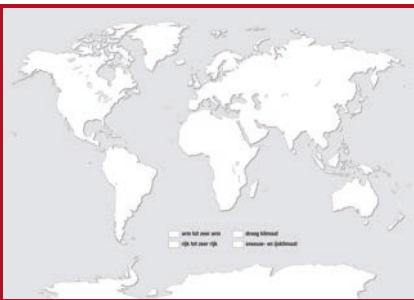 arm tot zeer arm
rijk tot zeer rijk
droog klimaat
sneeuw- en ijsklimaat